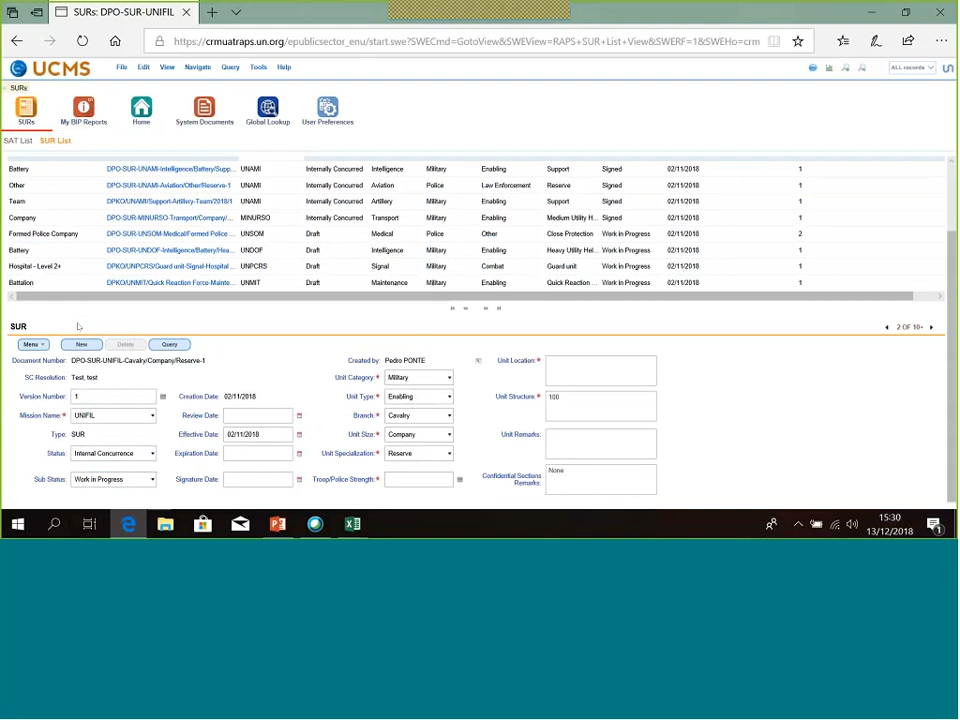 SURs: DPO-SUR-UNIFIL
https://crmuatraps.un.org/epublicsector_enu/start.swe?SWECmd=GotoView&SWEView=RAPS+SUR+List+View&SWERF=1&SWEHo=crm
UCMS File Edit View Navigate Query Tools Help ALL records
SURs
SURs My BIP Reports Home System Documents Global Lookup User Preferences
SAT List SUR List
Battery DPO-SUR-UNAMI-Intelligence/Battery/Supp... UNAMI Internally Concurred Intelligence Military Enabling Support Signed 02/11/2018 1
Other DPO-SUR-UNAMI-Aviation/Other/Reserve-1 UNAMI Internally Concurred Aviation Police Law Enforcement Reserve Signed 02/11/2018 1
Team DPKO/UNAMI/Support-Artillery-Team/2018/1 UNAMI Internally Concurred Artillery Military Enabling Support Signed 02/11/2018 1
Company DPO-SUR-MINURSO-Transport/Company/... MINURSO Internally Concurred Transport Military Enabling Medium Utility H... Signed 02/11/2018 1
Formed Police Company DPO-SUR-UNSOM-Medical/Formed Police ... UNSOM Draft Medical Police Other Close Protection Work in Progress 02/11/2018 2
Battery DPO-SUR-UNDOF-Intelligence/Battery/Hea... UNDOF Draft Intelligence Military Enabling Heavy Utility Hel... Work in Progress 02/11/2018 1
Hospital - Level 2+ DPKO/UNPCRS/Guard unit-Signal-Hospital ... UNPCRS Draft Signal Military Combat Guard unit Work in Progress 02/11/2018 1
Battalion DPKO/UNMIT/Quick Reaction Force-Mainte... UNMIT Draft Maintenance Military Enabling Quick Reaction ... Work in Progress 02/11/2018 1
SUR 2 OF 10+
Menu New Delete Query
Document Number: DPO-SUR-UNIFIL-Cavalry/Company/Reserve-1 Created by: Pedro PONTE Unit Location:*
SC Resolution: Test, test Unit Category:* Military
Version Number: 1 Creation Date: 02/11/2018 Unit Type:* Enabling Unit Structure:* 100
Mission Name:* UNIFIL Review Date: Branch:* Cavalry
Type: SUR Effective Date: 02/11/2018 Unit Size:* Company Unit Remarks:
Status: Internal Concurrence Expiration Date: Unit Specialization:* Reserve
Sub Status: Work in Progress Signature Date: Troop/Police Strength:* Confidential Sections Remarks: None
15:30
13/12/2018
1